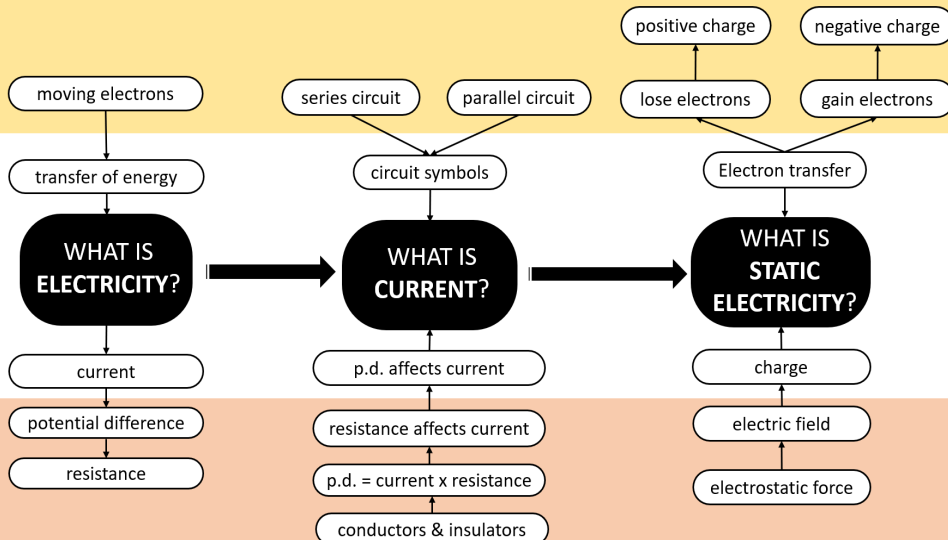 positive charge
negative charge
moving electrons
series circuit
parallel circuit
lose electrons
gain electrons
transfer of energy
circuit symbols
Electron transfer
WHAT IS
ELECTRICITY?
WHAT IS
CURRENT?
WHAT IS
STATIC
ELECTRICITY?
current
p.d. affects current
charge
potential difference
resistance affects current
electric field
resistance
p.d. = current x resistance
electrostatic force
conductors & insulators